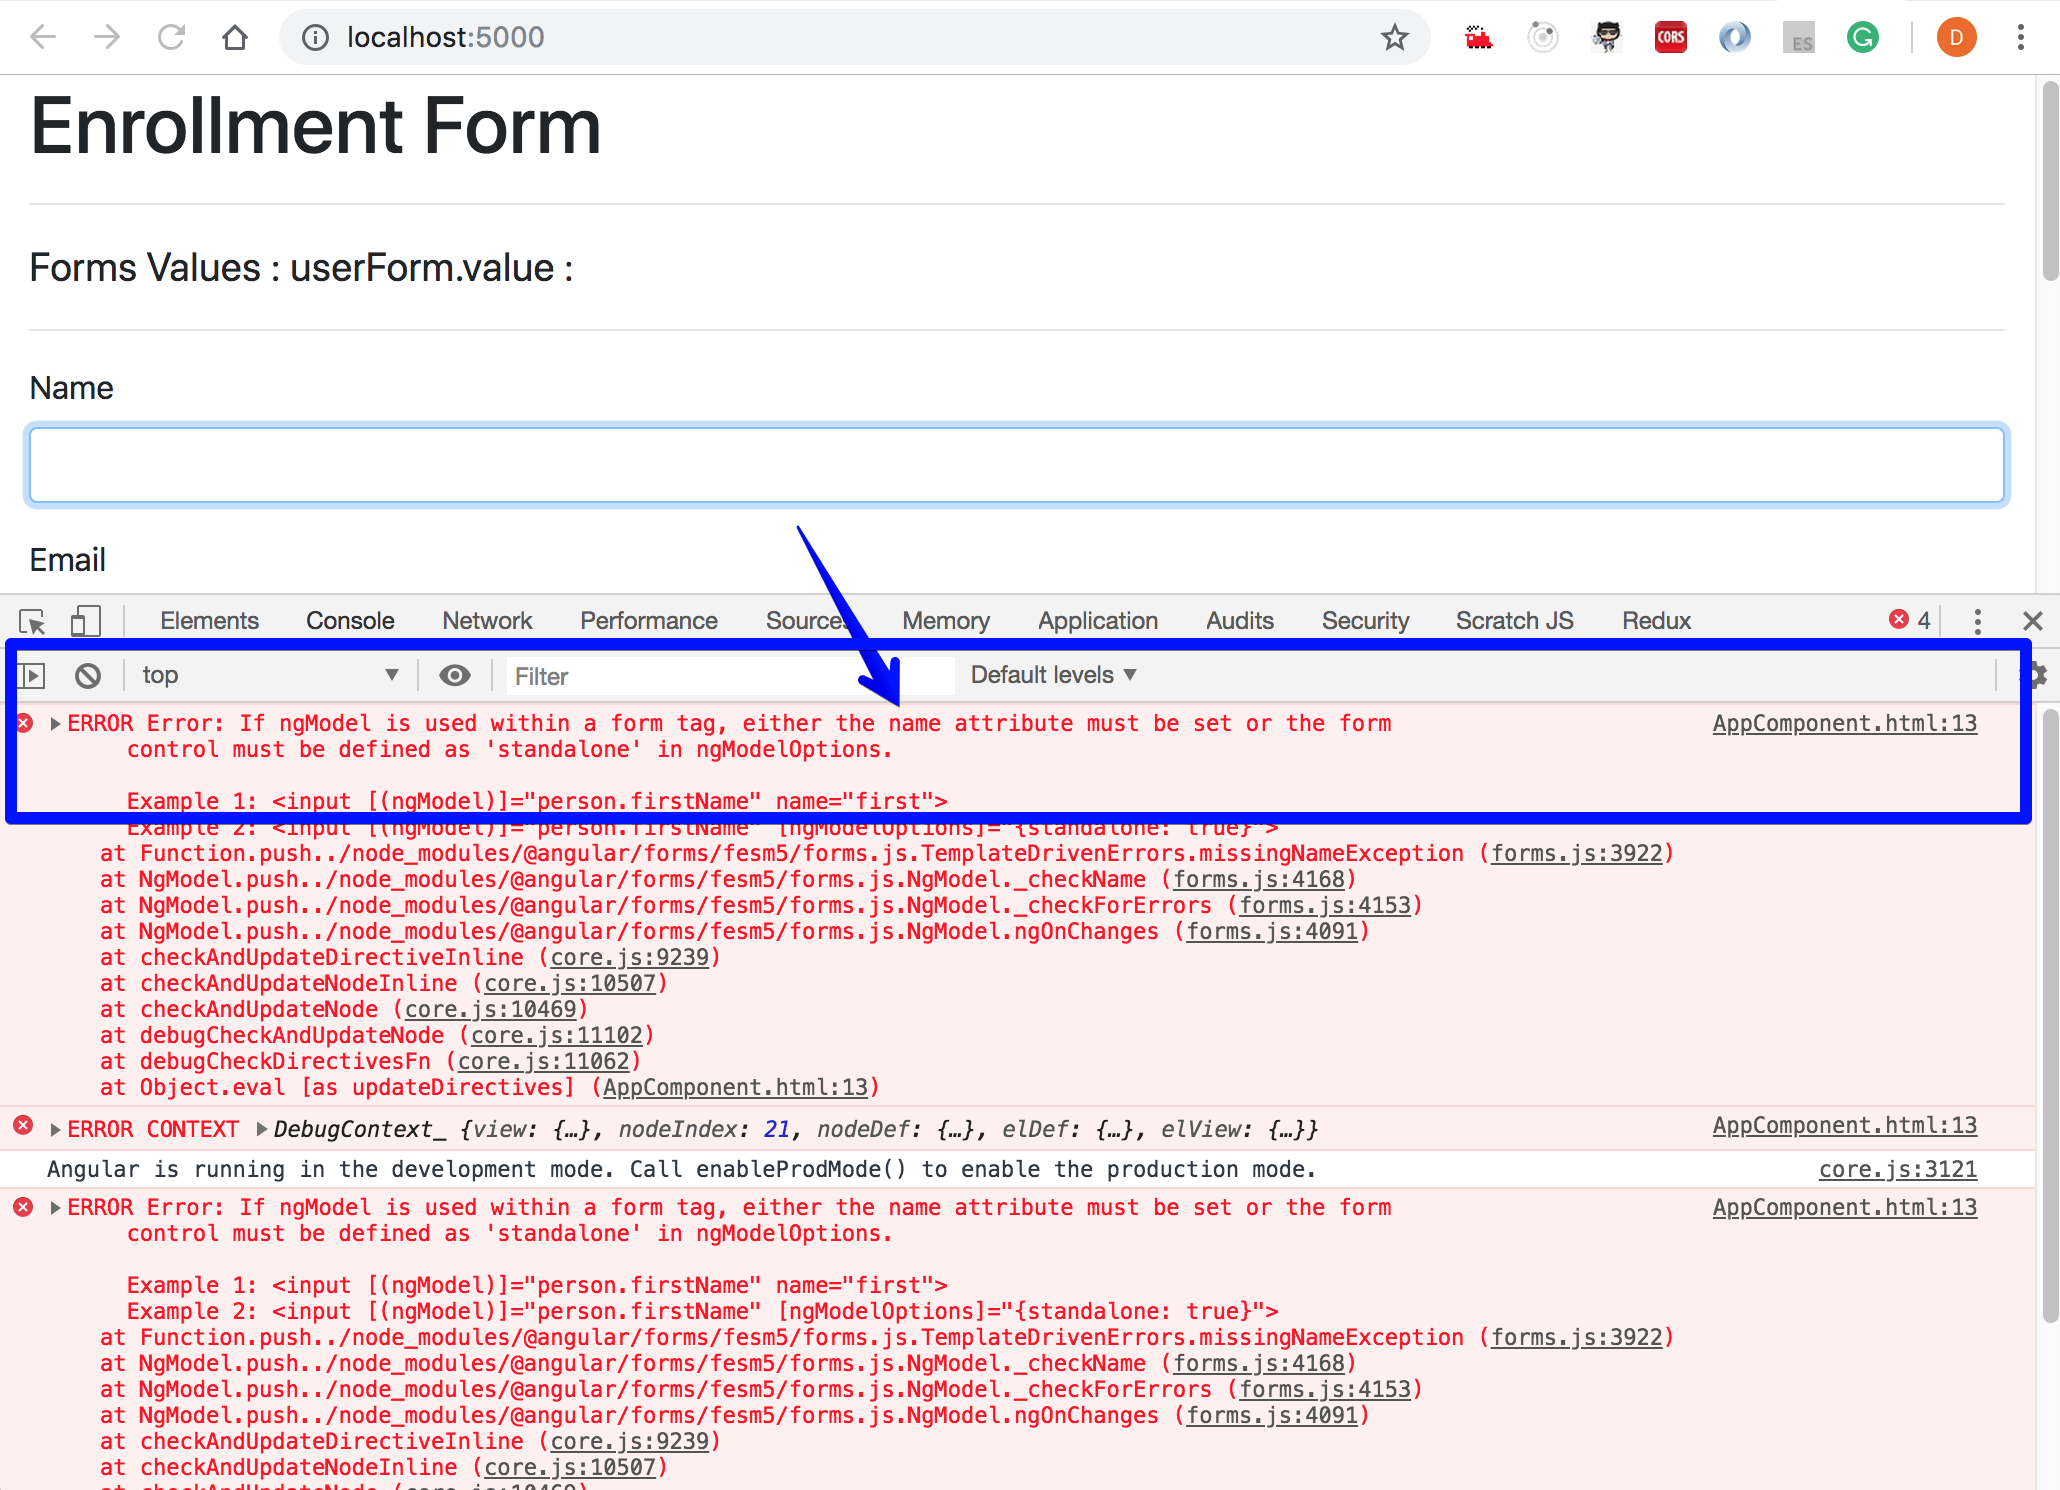 localhost:5000
CORS
ES
G
D
Enrollment Form
Forms Values : userForm.value :
Name
Email
Elements Console Network Performance Sources Memory Application Audits Security Scratch JS Redux 4
top Filter Default levels
ERROR Error: If ngModel is used within a form tag, either the name attribute must be set or the form AppComponent.html:13
control must be defined as 'standalone' in ngModelOptions.
Example 1: <input [(ngModel)]="person.firstName" name="first">
Example 2: <input [(ngModel)]="person.firstName" [ngModelOptions]="{standalone: true}">
at Function.push../node_modules/@angular/forms/fesm5/forms.js.TemplateDrivenErrors.missingNameException (forms.js:3922)
at NgModel.push../node_modules/@angular/forms/fesm5/forms.js.NgModel._checkName (forms.js:4168)
at NgModel.push../node_modules/@angular/forms/fesm5/forms.js.NgModel._checkForErrors (forms.js:4153)
at NgModel.push../node_modules/@angular/forms/fesm5/forms.js.NgModel.ngOnChanges (forms.js:4091)
at checkAndUpdateDirectiveInline (core.js:9239)
at checkAndUpdateNodeInline (core.js:10507)
at checkAndUpdateNode (core.js:10469)
at debugCheckAndUpdateNode (core.js:11102)
at debugCheckDirectivesFn (core.js:11062)
at Object.eval [as updateDirectives] (AppComponent.html:13)
ERROR CONTEXT DebugContext_ {view: {…}, nodeIndex: 21, nodeDef: {…}, elDef: {…}, elView: {…}} AppComponent.html:13
Angular is running in the development mode. Call enableProdMode() to enable the production mode. core.js:3121
ERROR Error: If ngModel is used within a form tag, either the name attribute must be set or the form AppComponent.html:13
control must be defined as 'standalone' in ngModelOptions.
Example 1: <input [(ngModel)]="person.firstName" name="first">
Example 2: <input [(ngModel)]="person.firstName" [ngModelOptions]="{standalone: true}">
at Function.push../node_modules/@angular/forms/fesm5/forms.js.TemplateDrivenErrors.missingNameException (forms.js:3922)
at NgModel.push../node_modules/@angular/forms/fesm5/forms.js.NgModel._checkName (forms.js:4168)
at NgModel.push../node_modules/@angular/forms/fesm5/forms.js.NgModel._checkForErrors (forms.js:4153)
at NgModel.push../node_modules/@angular/forms/fesm5/forms.js.NgModel.ngOnChanges (forms.js:4091)
at checkAndUpdateDirectiveInline (core.js:9239)
at checkAndUpdateNodeInline (core.js:10507)
at checkAndUpdateNode (core.js:10469)